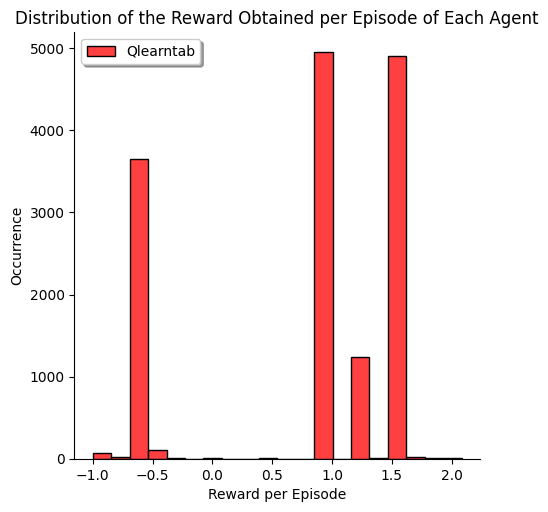 Distribution of the Reward Obtained per Episode of Each Agent
Qlearntab
5000
4000
3000
2000
1000
0
Occurrence
−1.0 −0.5 0.0 0.5 1.0 1.5 2.0
Reward per Episode